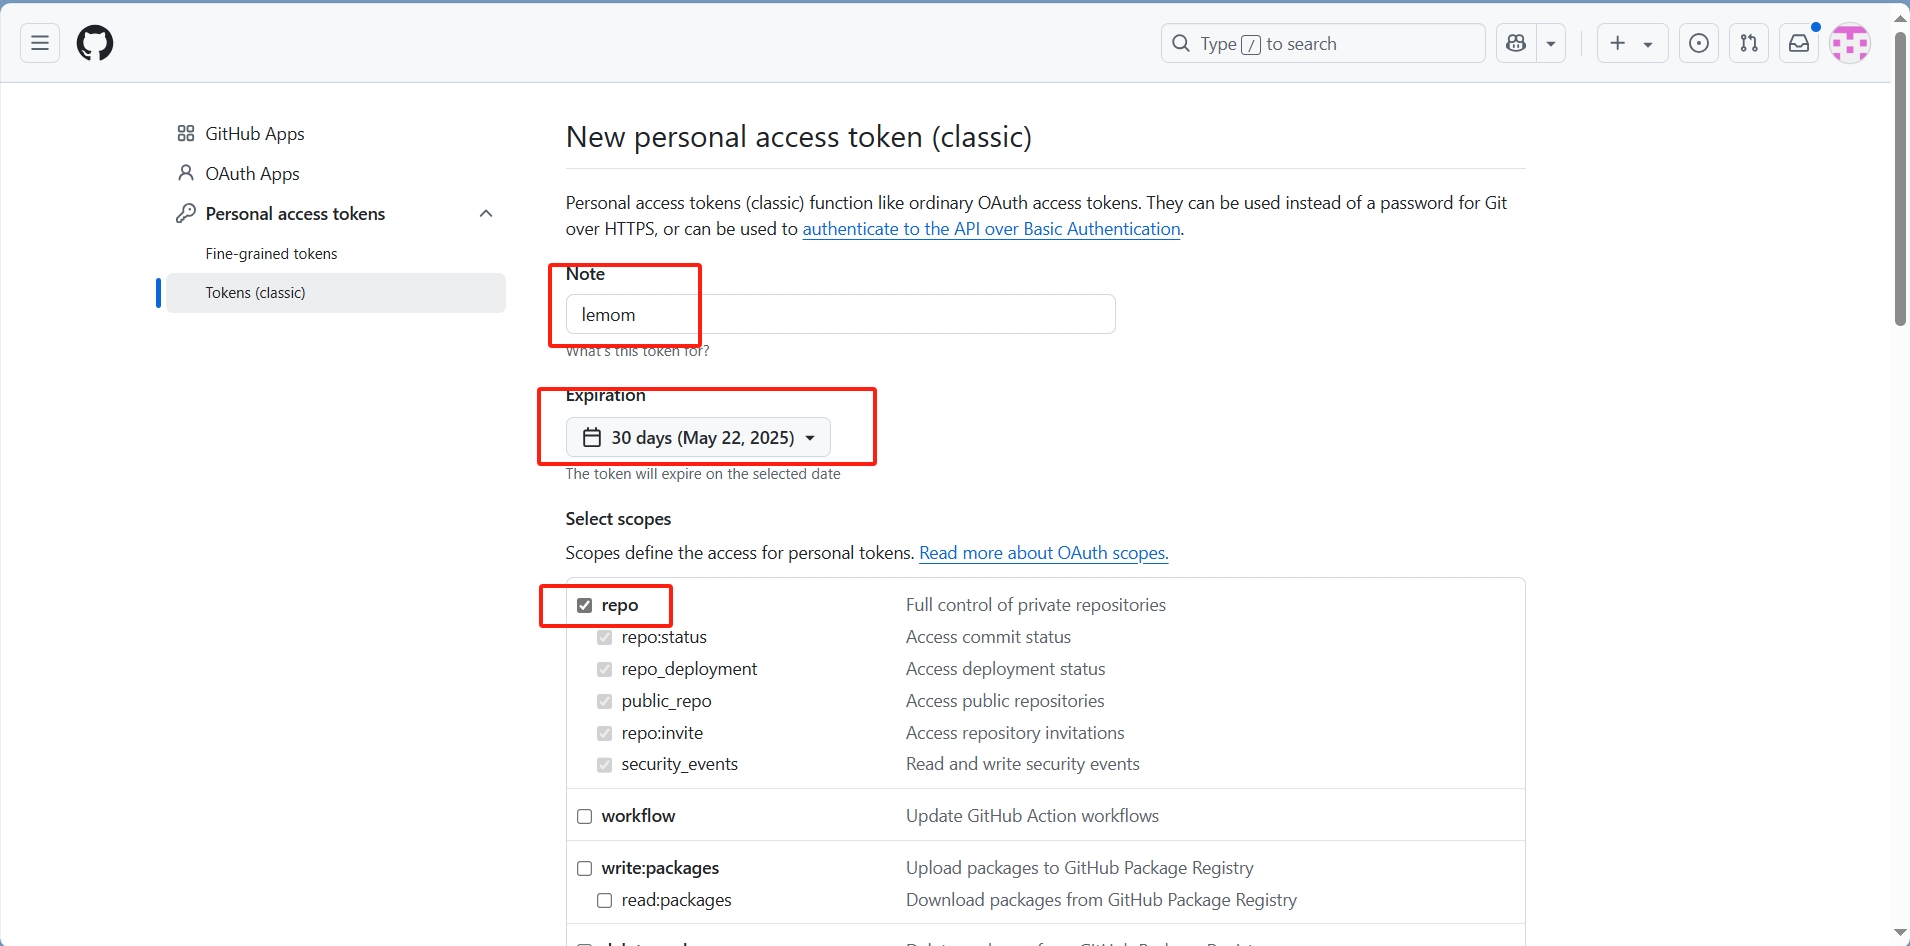 Type / to search
GitHub Apps
OAuth Apps
Personal access tokens
Fine-grained tokens
Tokens (classic)
New personal access token (classic)
Personal access tokens (classic) function like ordinary OAuth access tokens. They can be used instead of a password for Git
over HTTPS, or can be used to authenticate to the API over Basic Authentication.
Note
lemom
What's this token for?
Expiration
30 days (May 22, 2025)
The token will expire on the selected date
Select scopes
Scopes define the access for personal tokens. Read more about OAuth scopes.
repo Full control of private repositories
repo:status Access commit status
repo_deployment Access deployment status
public_repo Access public repositories
repo:invite Access repository invitations
security_events Read and write security events
workflow Update GitHub Action workflows
write:packages Upload packages to GitHub Package Registry
read:packages Download packages from GitHub Package Registry